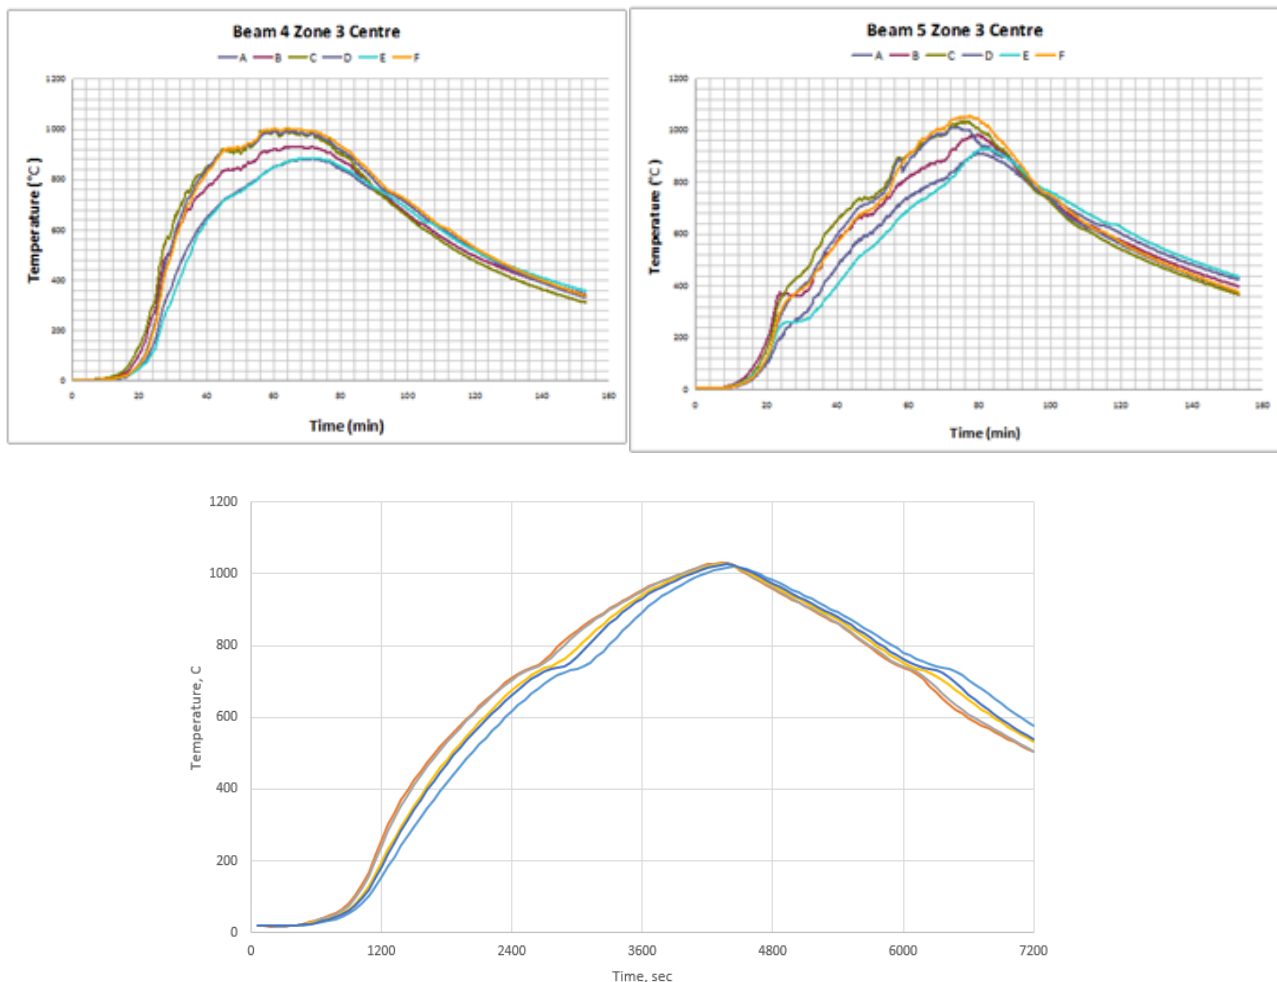 Beam 4 Zone 3 Centre
A B C D E F
1200
1000
800
600
400
200
0
0 20 40 60 80 100 120 140 160
Temperature (°C)
Time (min)
Beam 5 Zone 3 Centre
A B C D E F
1200
1000
800
600
400
200
0
0 20 40 60 80 100 120 140 160
Temperature (°C)
Time (min)
1200
1000
800
600
400
200
0
0 1200 2400 3600 4800 6000 7200
Temperature, C
Time, sec